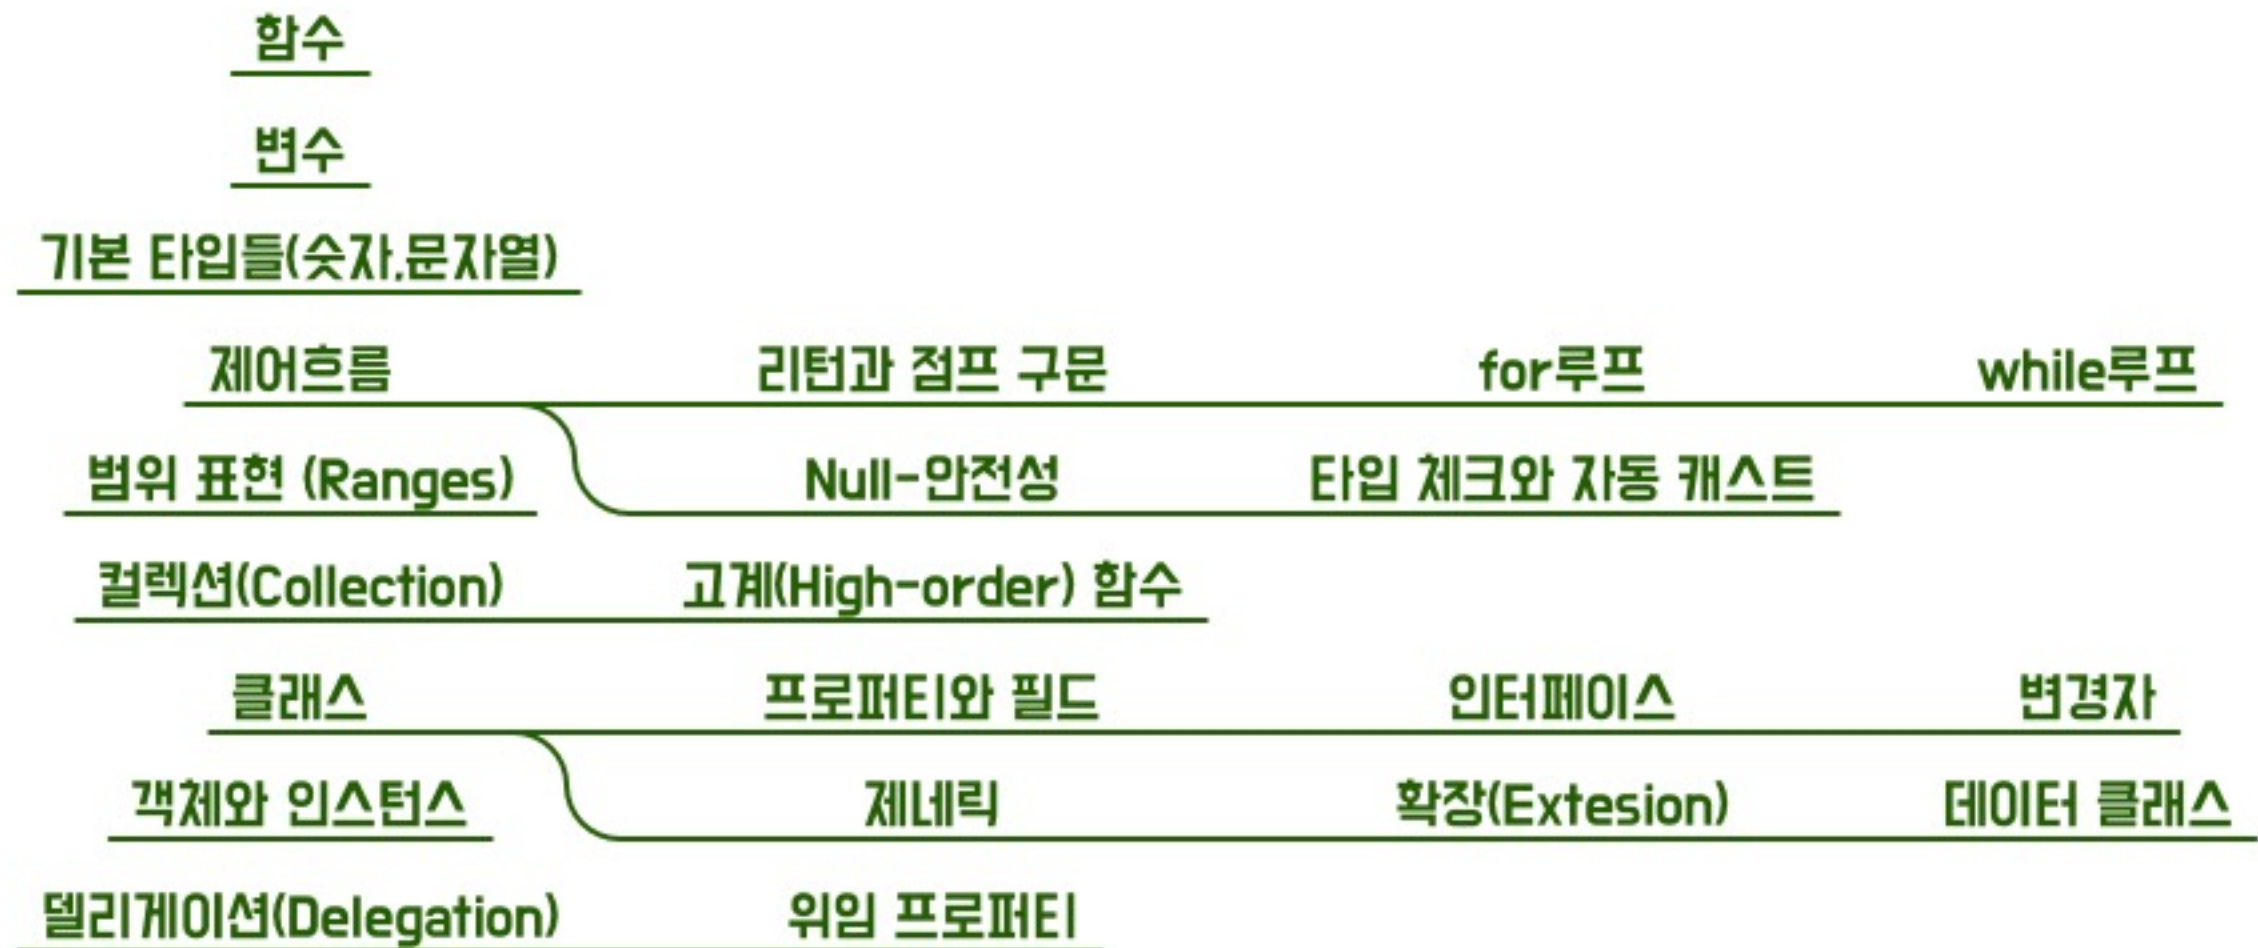 함수
변수
기본 타입들(숫자,문자열)
제어흐름 리턴과 점프 구문 for루프 while루프
범위 표현 (Ranges) Null-안전성 타입 체크와 자동 캐스트
컬렉션(Collection) 고계(High-order) 함수
클래스 프로퍼티와 필드 인터페이스 변경자
객체와 인스턴스 제네릭 확장(Extesion) 데이터 클래스
델리게이션(Delegation) 위임 프로퍼티